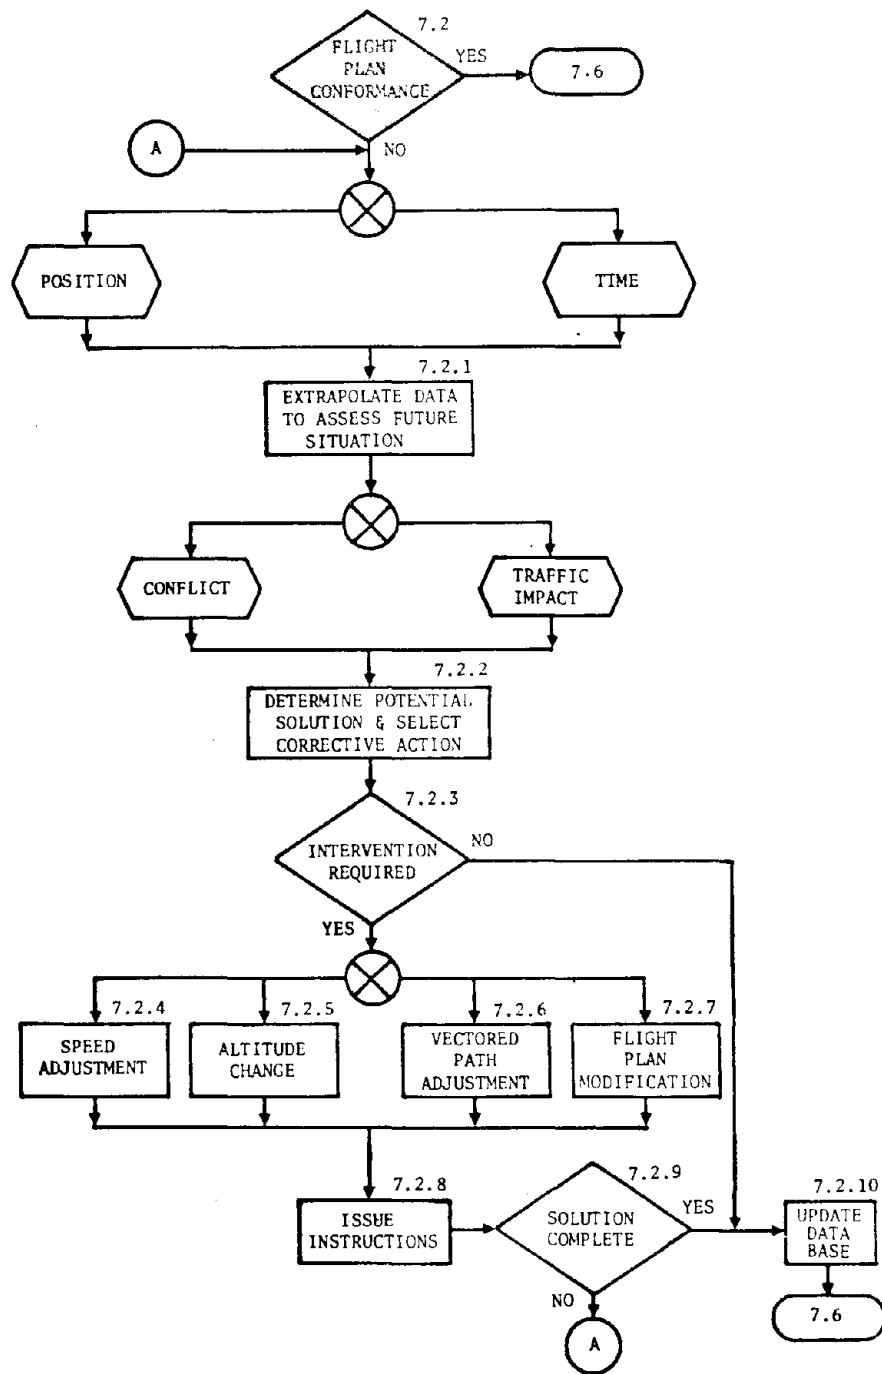 7.2
FLIGHT
PLAN
CONFORMANCE
YES
7.6
A
NO
POSITION
TIME
7.2.1
EXTRAPOLATE DATA
TO ASSESS FUTURE
SITUATION
CONFLICT
TRAFFIC
IMPACT
7.2.2
DETERMINE POTENTIAL
SOLUTION & SELECT
CORRECTIVE ACTION
7.2.3
INTERVENTION
REQUIRED
NO
YES
7.2.4
SPEED
ADJUSTMENT
7.2.5
ALTITUDE
CHANGE
7.2.6
VECTORED
PATH
ADJUSTMENT
7.2.7
FLIGHT
PLAN
MODIFICATION
7.2.8
ISSUE
INSTRUCTIONS
7.2.9
SOLUTION
COMPLETE
YES
7.2.10
UPDATE
DATA
BASE
NO
A
7.6